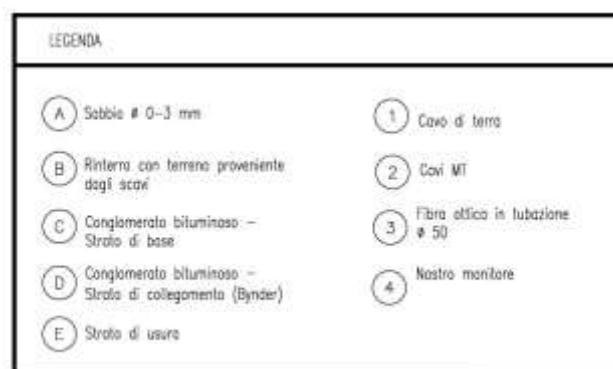 LEGENDA
A Sabbia ø 0-3 mm
B Rinterro con terreno proveniente
dagli scavi
C Conglomerato bituminoso -
Strato di base
D Conglomerato bituminoso -
Strato di collegamento (Bynder)
E Strato di usura
1 Cavo di terra
2 Cavi MT
3 Fibra ottica in tubazione
ø 50
4 Nastro monitore